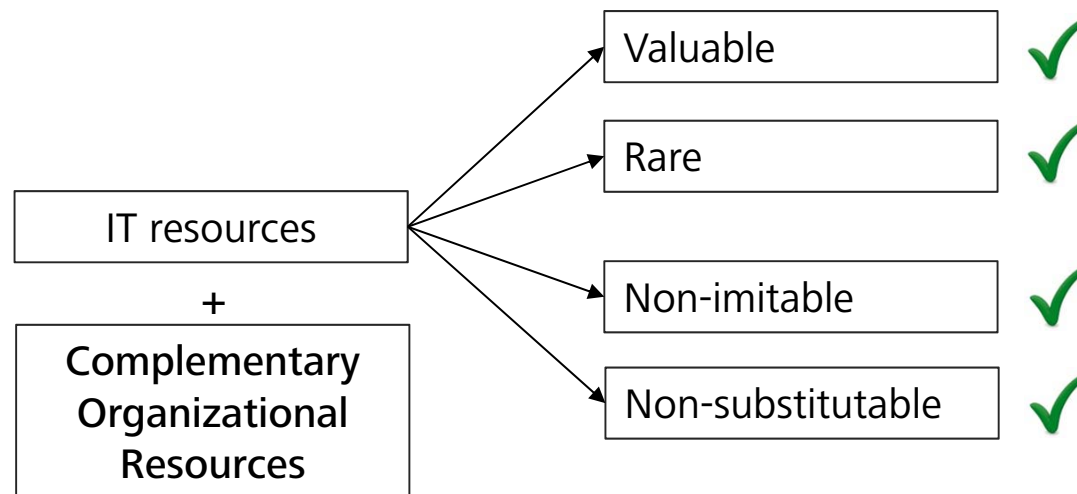 Valuable
Rare
IT resources
+
Non-imitable
Complementary
Organizational
Resources
Non-substitutable